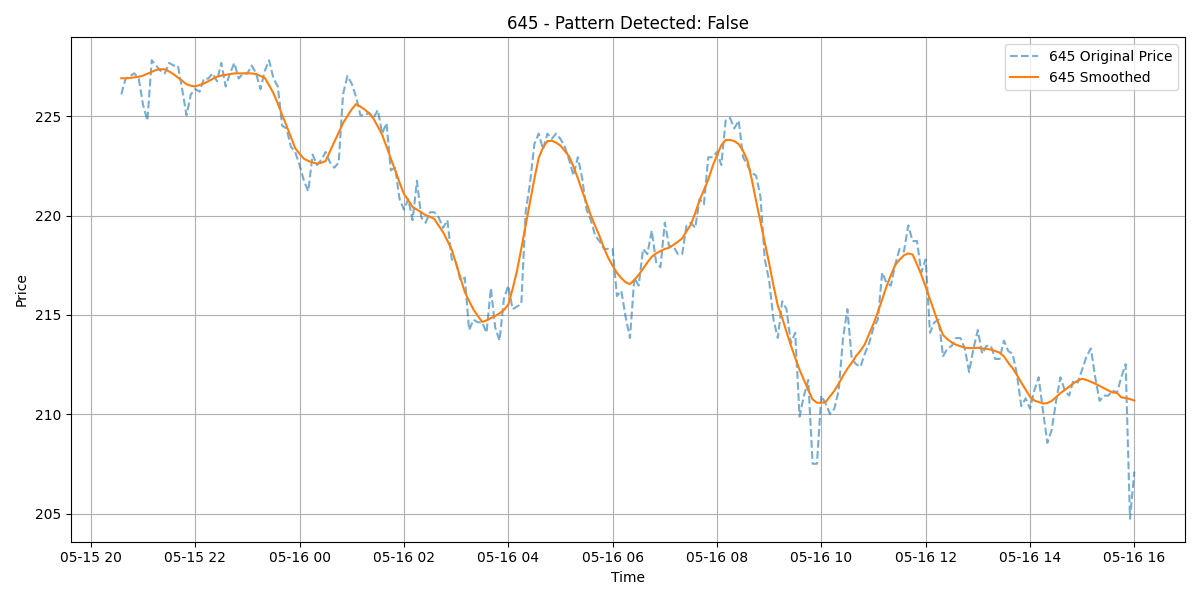 645 - Pattern Detected: False
645 Original Price
645 Smoothed
Price
225
220
215
210
205
05-15 20 05-15 22 05-16 00 05-16 02 05-16 04 05-16 06 05-16 08 05-16 10 05-16 12 05-16 14 05-16 16
Time